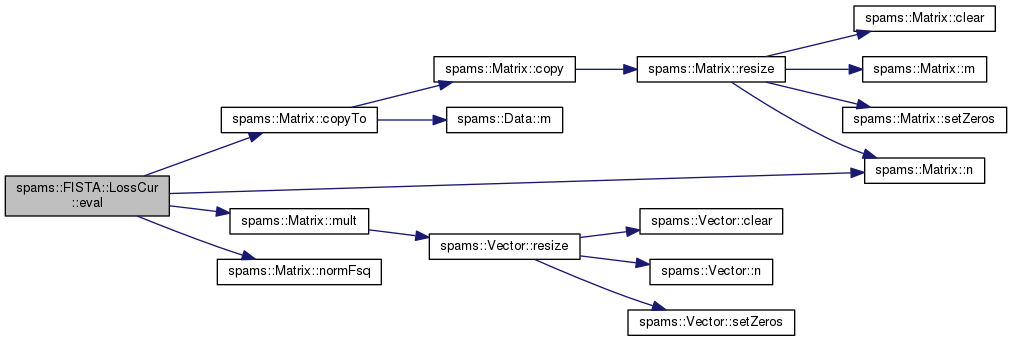 spams::Matrix::clear
spams::Matrix::copy
spams::Matrix::resize
spams::Matrix::m
spams::Matrix::copyTo
spams::Data::m
spams::Matrix::setZeros
spams::Matrix::n
spams::FISTA::LossCur
::eval
spams::Matrix::mult
spams::Vector::clear
spams::Vector::resize
spams::Matrix::normFsq
spams::Vector::n
spams::Vector::setZeros